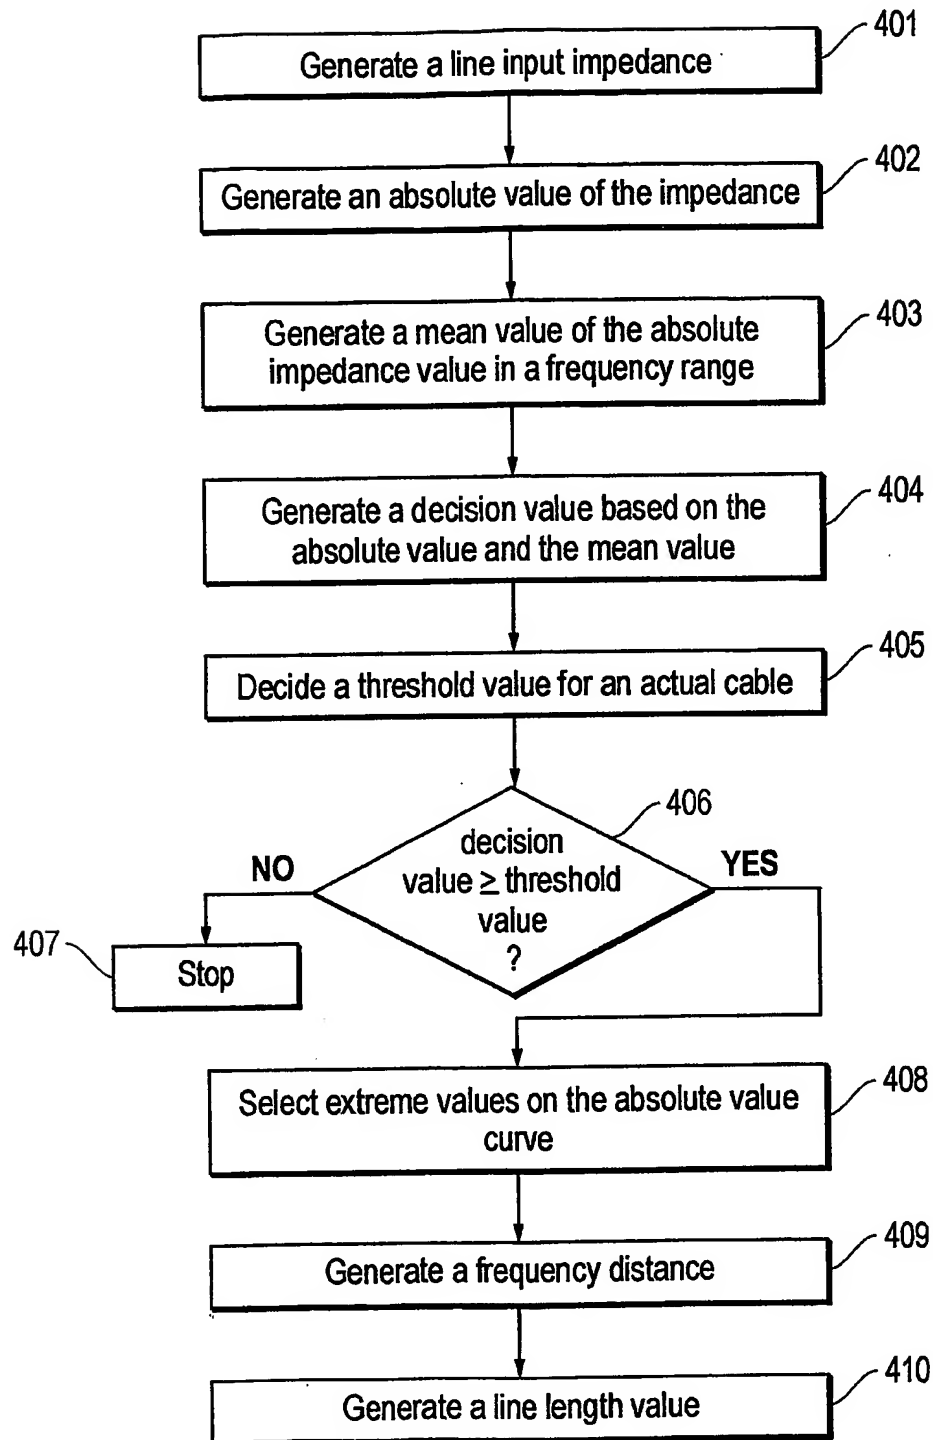 401
Generate a line input impedance
402
Generate an absolute value of the impedance
403
Generate a mean value of the absolute
impedance value in a frequency range
404
Generate a decision value based on the
absolute value and the mean value
405
Decide a threshold value for an actual cable
406
decision
value ≥ threshold
value
?
NO
YES
407
Stop
408
Select extreme values on the absolute value
curve
409
Generate a frequency distance
410
Generate a line length value